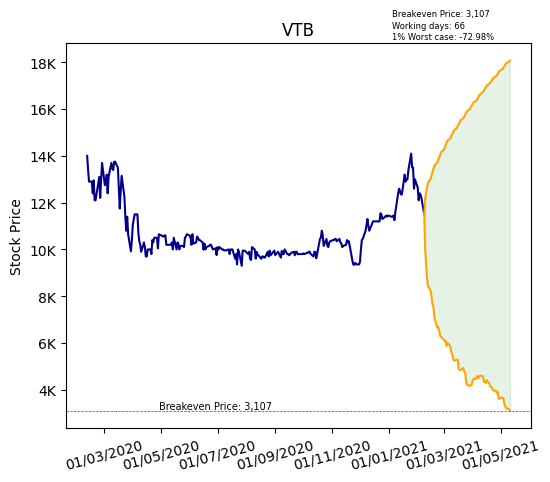 Breakeven Price: 3,107
Working days: 66
1% Worst case: -72.98%
VTB
18K
16K
14K
12K
10K
8K
6K
4K
Stock Price
Breakeven Price: 3,107
01/03/2020
01/05/2020
01/07/2020
01/09/2020
01/11/2020
01/01/2021
01/03/2021
01/05/2021